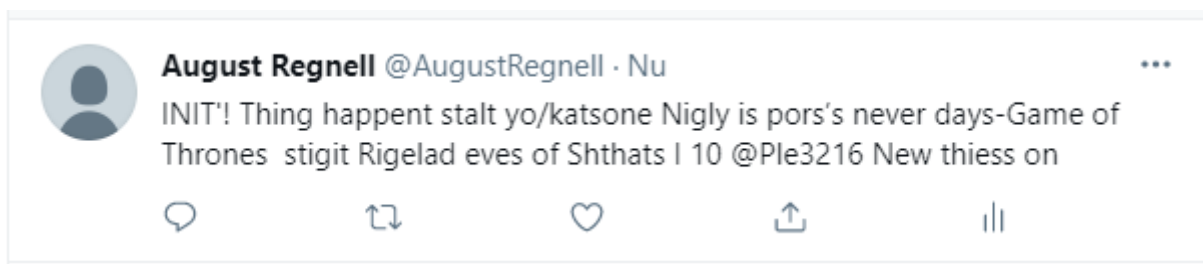 August Regnell @AugustRegnell · Nu
INIT'! Thing happent stalt yo/katsone Nigly is pors’s never days-Game of
Thrones  stigit Rigelad eves of Shthats I 10 @Ple3216 New thiess on